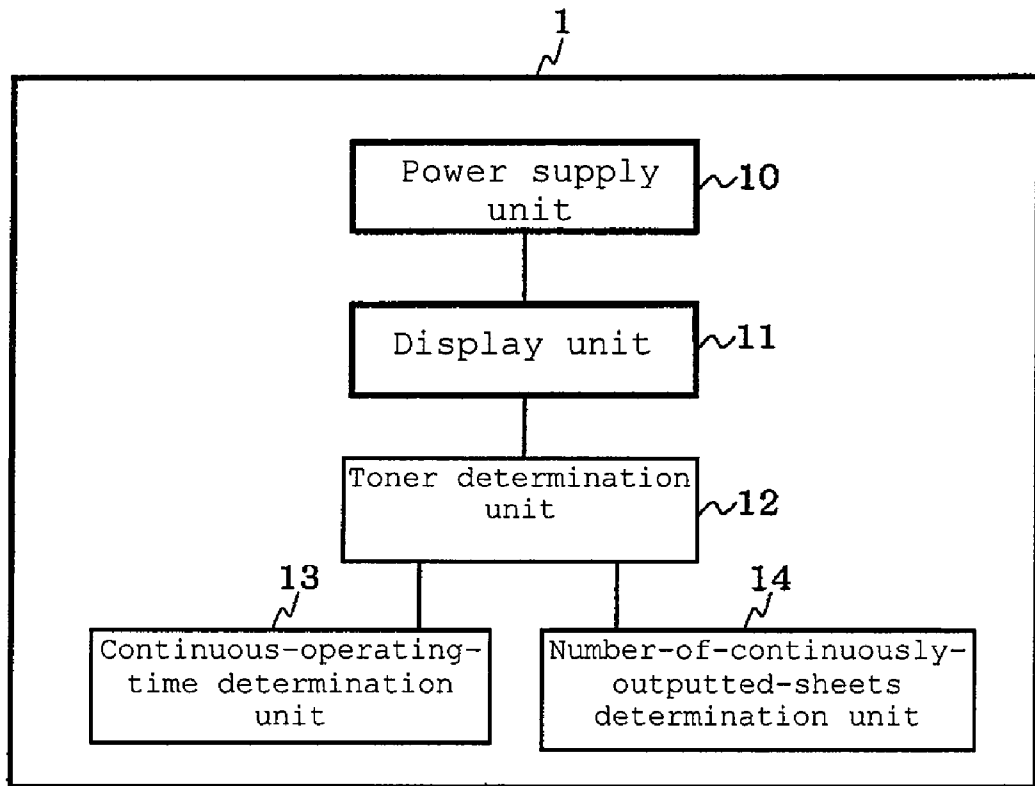 1
Power supply
unit
10
Display unit
11
Toner determination
unit
12
13
14
Continuous-operating-
time determination
unit
Number-of-continuously-
outputted-sheets
determination unit